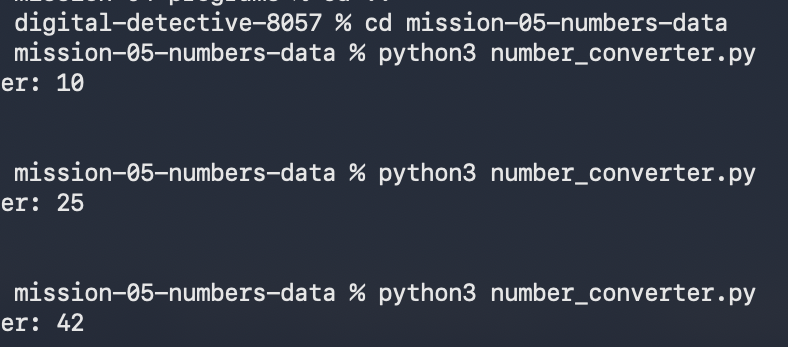 digital-detective-8057 % cd mission-05-numbers-data
mission-05-numbers-data % python3 number_converter.py
er: 10
mission-05-numbers-data % python3 number_converter.py
er: 25
mission-05-numbers-data % python3 number_converter.py
er: 42